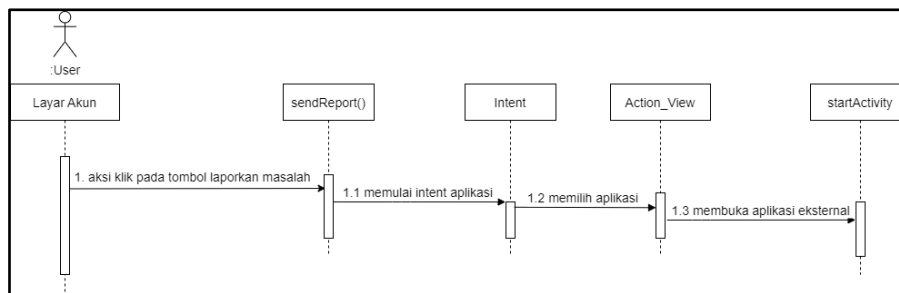 :User
Layar Akun
sendReport()
Intent
Action_View
startActivity
1. aksi klik pada tombol laporkan masalah
1.1 memulai intent aplikasi
1.2 memilih aplikasi
1.3 membuka aplikasi eksternal